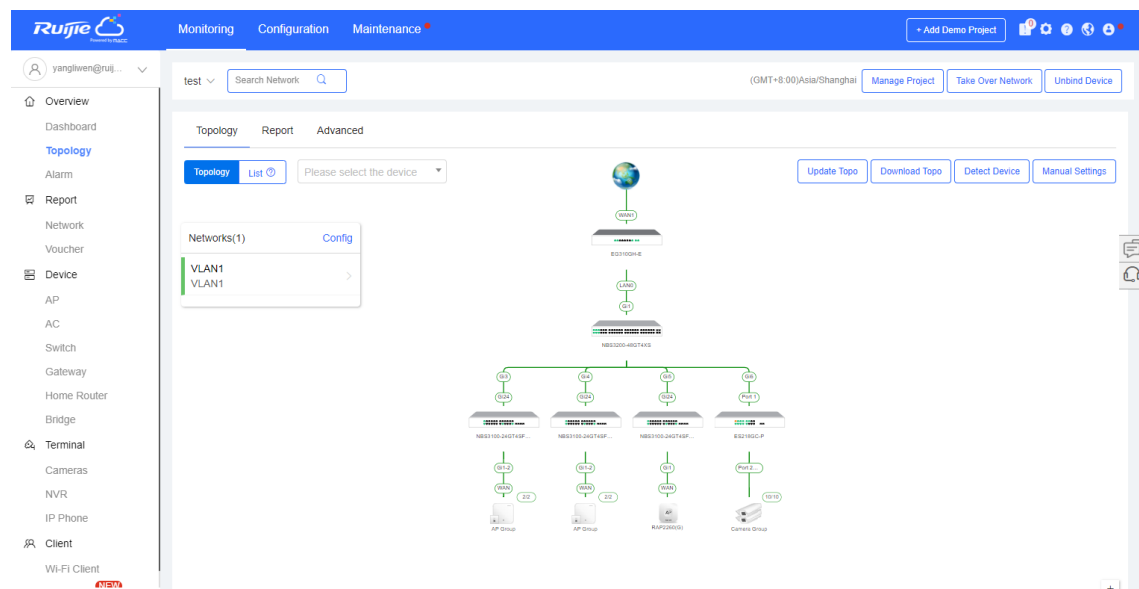 Ruijie
Powered by MACC
Monitoring Configuration Maintenance
+ Add Demo Project
0
yangliwen@ruij...
test Search Network
(GMT+8:00)Asia/Shanghai Manage Project Take Over Network Unbind Device
Overview
Dashboard
Topology
Alarm
Report
Network
Voucher
Device
AP
AC
Switch
Gateway
Home Router
Bridge
Terminal
Cameras
NVR
IP Phone
Client
Wi-Fi Client
NEW
Topology Report Advanced
Topology List Please select the device
Update Topo Download Topo Detect Device Manual Settings
Networks(1) Config
VLAN1
VLAN1
WAN1
EG310GH-E
LAN0
Gi1
NBS3200-48GT4XS
Gi3 Gi4 Gi5 Gi6
Gi24 Gi24 Gi24 Port 1
NBS3100-24GT4SF... NBS3100-24GT4SF... NBS3100-24GT4SF... ES218GC-P
Gi1-2 Gi1-2 Gi1 Port 2...
WAN WAN WAN
2/2 2/2 10/10
AP Group AP Group RAP2260(G) Camera Group